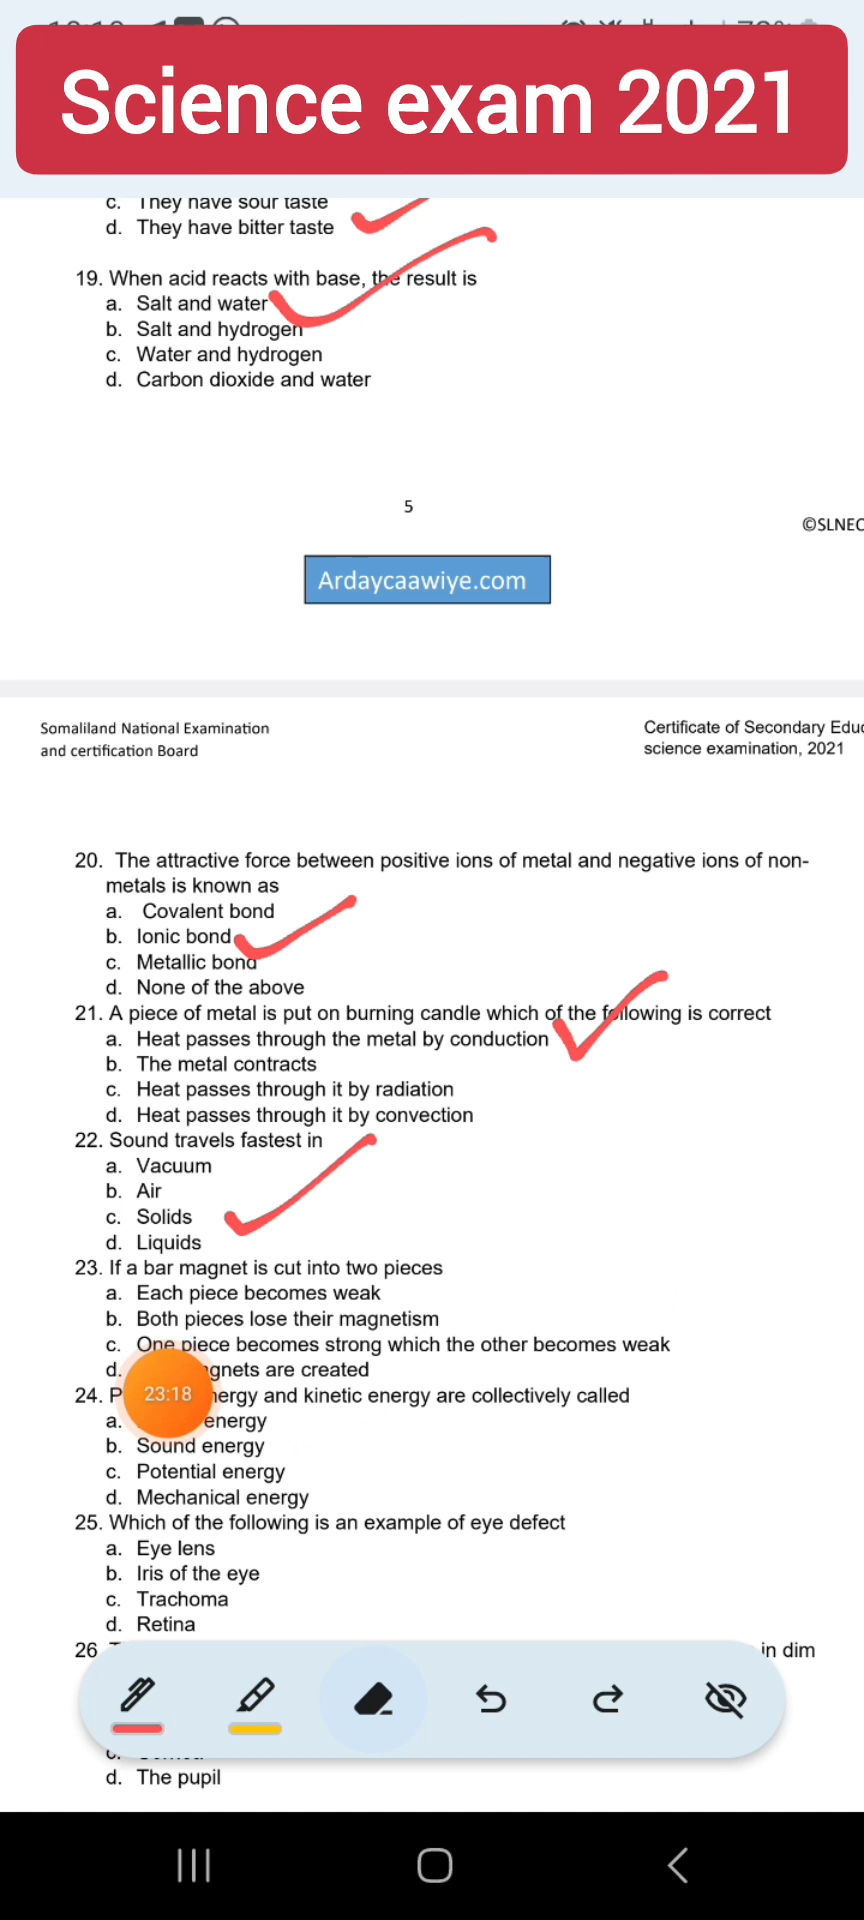 Science exam 2021
c. They have sour taste
d. They have bitter taste
19. When acid reacts with base, the result is
a. Salt and water
b. Salt and hydrogen
c. Water and hydrogen
d. Carbon dioxide and water
5
©SLNEC
Ardaycaawiye.com
Somaliland National Examination
and certification Board
Certificate of Secondary Educ
science examination, 2021
20. The attractive force between positive ions of metal and negative ions of non-
metals is known as
a. Covalent bond
b. Ionic bond
c. Metallic bond
d. None of the above
21. A piece of metal is put on burning candle which of the following is correct
a. Heat passes through the metal by conduction
b. The metal contracts
c. Heat passes through it by radiation
d. Heat passes through it by convection
22. Sound travels fastest in
a. Vacuum
b. Air
c. Solids
d. Liquids
23. If a bar magnet is cut into two pieces
a. Each piece becomes weak
b. Both pieces lose their magnetism
c. One piece becomes strong which the other becomes weak
d. gnets are created
23:18
24. P ergy and kinetic energy are collectively called
a. energy
b. Sound energy
c. Potential energy
d. Mechanical energy
25. Which of the following is an example of eye defect
a. Eye lens
b. Iris of the eye
c. Trachoma
d. Retina
26 in dim
d. The pupil